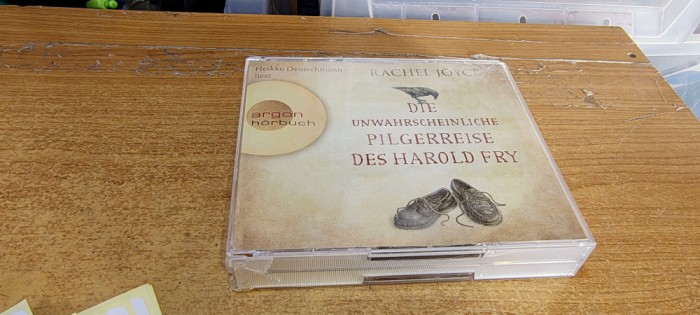 Heikko Deutschmann
liest
RACHEL JOYCE
argon
hörbuch
DIE
UNWAHRSCHEINLICHE
PILGERREISE
DES HAROLD FRY